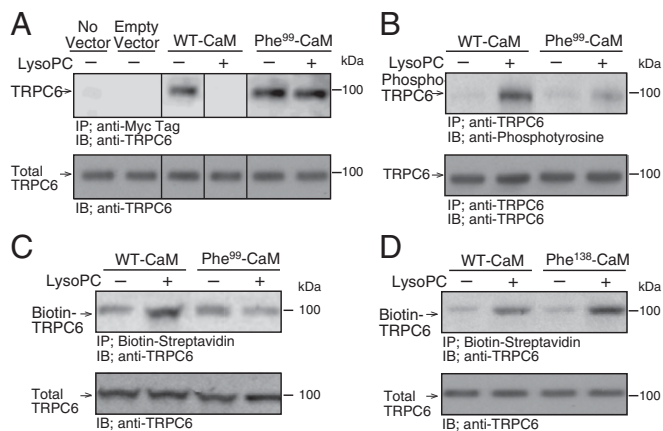 A
No Vector
Empty Vector
WT-CaM
Phe99-CaM
LysoPC – – – + – +
kDa
TRPC6→
–100
IP; anti-Myc Tag
IB; anti-TRPC6
Total TRPC6 →
–100
IB; anti-TRPC6
B
WT-CaM
Phe99-CaM
LysoPC – + – +
kDa
Phospho TRPC6→
–100
IP; anti-TRPC6
IB; anti-Phosphotyrosine
TRPC6→
–100
IP; anti-TRPC6
IB; anti-TRPC6
C
WT-CaM
Phe99-CaM
LysoPC – + – +
kDa
Biotin-TRPC6 →
– 100
IP; Biotin-Streptavidin
IB; anti-TRPC6
Total TRPC6 →
– 100
IB; anti-TRPC6
D
WT-CaM
Phe138-CaM
LysoPC – + – +
kDa
Biotin-TRPC6 →
– 100
IP; Biotin-Streptavidin
IB; anti-TRPC6
Total TRPC6 →
– 100
IB; anti-TRPC6